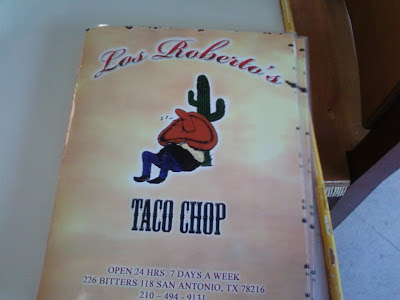 Los Roberto's
TACO CHOP
OPEN 24 HRS. 7 DAYS A WEEK
226 BITTERS 118 SAN ANTONIO, TX 78216
210 - 494 - 9131